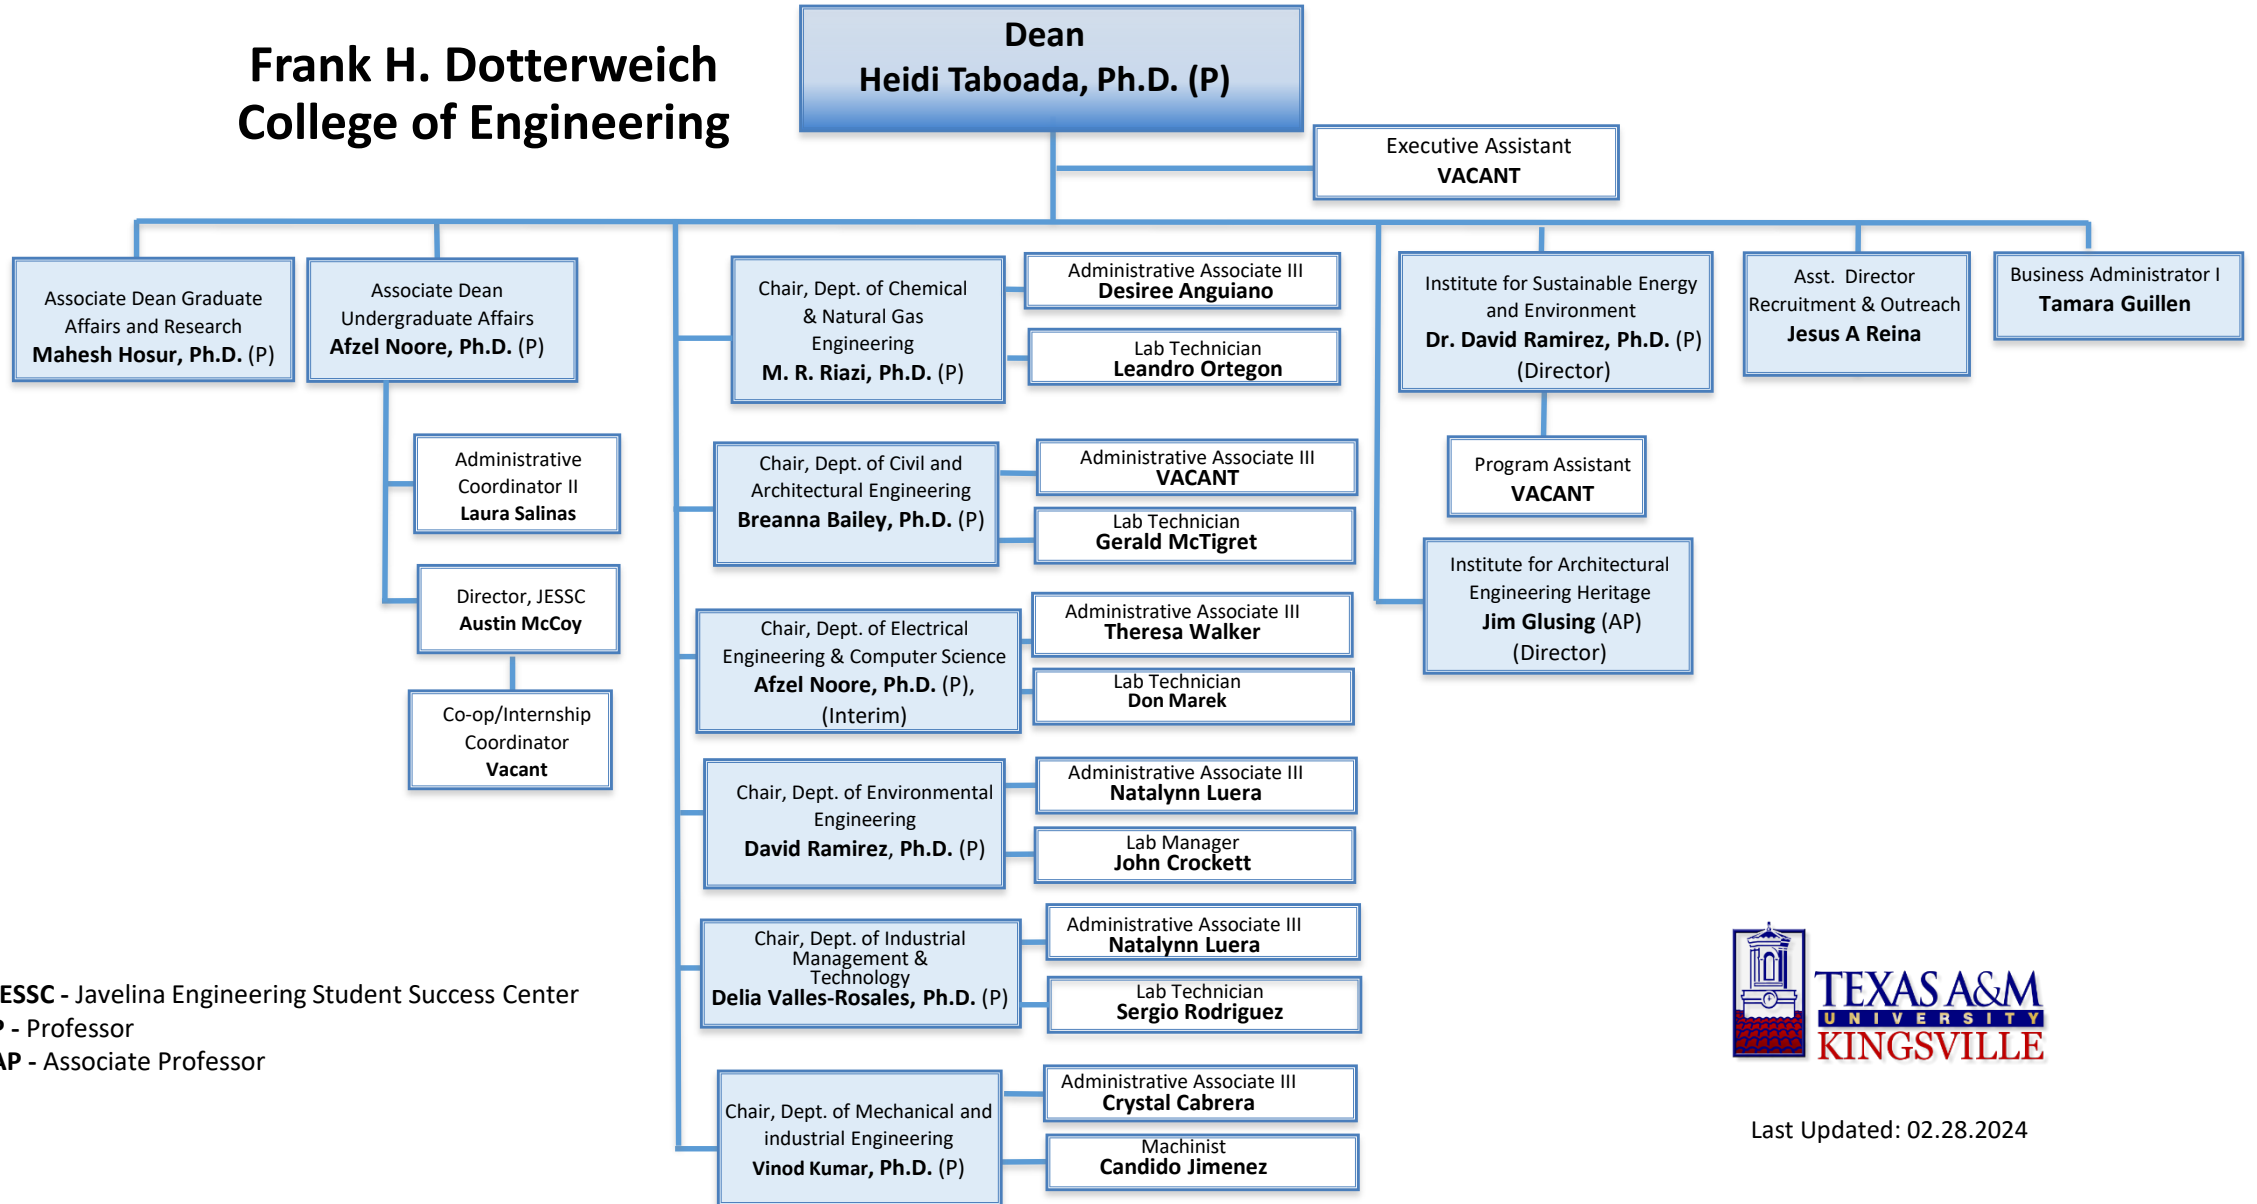 Frank H. Dotterweich
College of Engineering
Dean
Heidi Taboada, Ph.D. (P)
Executive Assistant
VACANT
Associate Dean Graduate
Affairs and Research
Mahesh Hosur, Ph.D. (P)
Associate Dean
Undergraduate Affairs
Afzel Noore, Ph.D. (P)
Administrative
Coordinator II
Laura Salinas
Director, JESSC
Austin McCoy
Co-op/Internship
Coordinator
Vacant
Chair, Dept. of Chemical
& Natural Gas
Engineering
M. R. Riazi, Ph.D. (P)
Administrative Associate III
Desiree Anguiano
Lab Technician
Leandro Ortegon
Chair, Dept. of Civil and
Architectural Engineering
Breanna Bailey, Ph.D. (P)
Administrative Associate III
VACANT
Lab Technician
Gerald McTigret
Chair, Dept. of Electrical
Engineering & Computer Science
Afzel Noore, Ph.D. (P),
(Interim)
Administrative Associate III
Theresa Walker
Lab Technician
Don Marek
Chair, Dept. of Environmental
Engineering
David Ramirez, Ph.D. (P)
Administrative Associate III
Natalynn Luera
Lab Manager
John Crockett
Chair, Dept. of Industrial
Management &
Technology
Delia Valles-Rosales, Ph.D. (P)
Administrative Associate III
Natalynn Luera
Lab Technician
Sergio Rodriguez
Chair, Dept. of Mechanical and
industrial Engineering
Vinod Kumar, Ph.D. (P)
Administrative Associate III
Crystal Cabrera
Machinist
Candido Jimenez
Institute for Sustainable Energy
and Environment
Dr. David Ramirez, Ph.D. (P)
(Director)
Program Assistant
VACANT
Institute for Architectural
Engineering Heritage
Jim Glusing (AP)
(Director)
Asst. Director
Recruitment & Outreach
Jesus A Reina
Business Administrator I
Tamara Guillen
ESSC - Javelina Engineering Student Success Center
P - Professor
AP - Associate Professor
TEXAS A&M
UNIVERSITY
KINGSVILLE
Last Updated: 02.28.2024